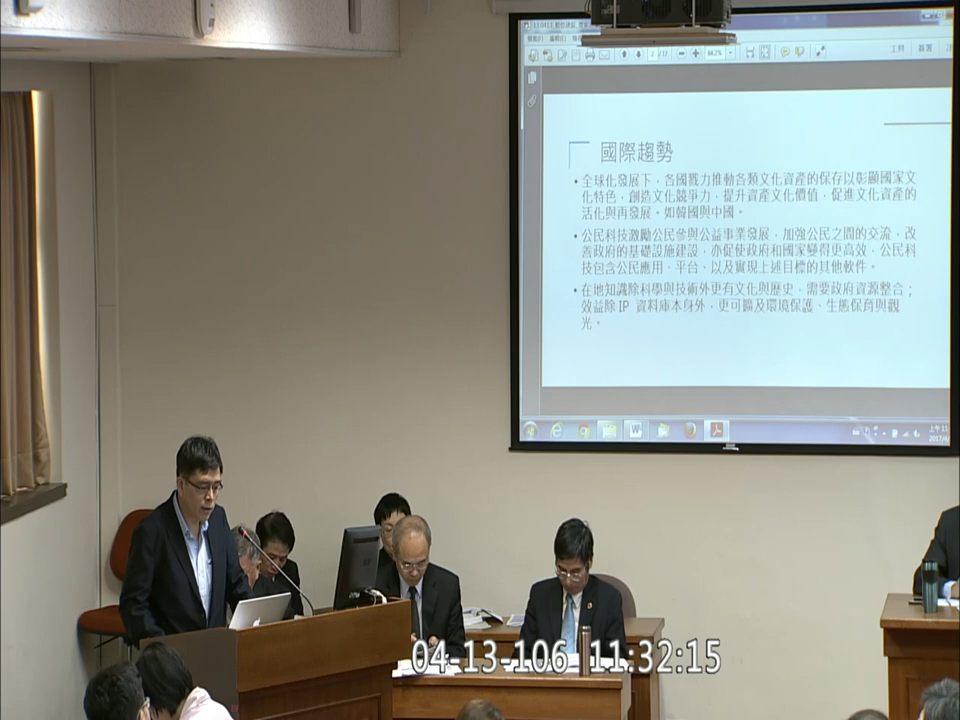 國際趨勢
• 全球化發展下，各國戮力推動各類文化資產的保存以彰顯國家文
化特色，創造文化競爭力，提升資產文化價值，促進文化資產的
活化與再發展。如韓國與中國。
• 公民科技激勵公民參與公益事業發展，加強公民之間的交流，改
善政府的基礎設施建設，亦促使政府和國家變得更高效，公民科
技包含公民應用、平台、以及實現上述目標的其他軟件。
• 在地知識除科學與技術外更有文化與歷史，需要政府資源整合；
效益除 IP 資料庫本身外，更可擴及環境保護、生態保育與觀
光。
上午 11
2017/4/
04-13-106 11:32:15